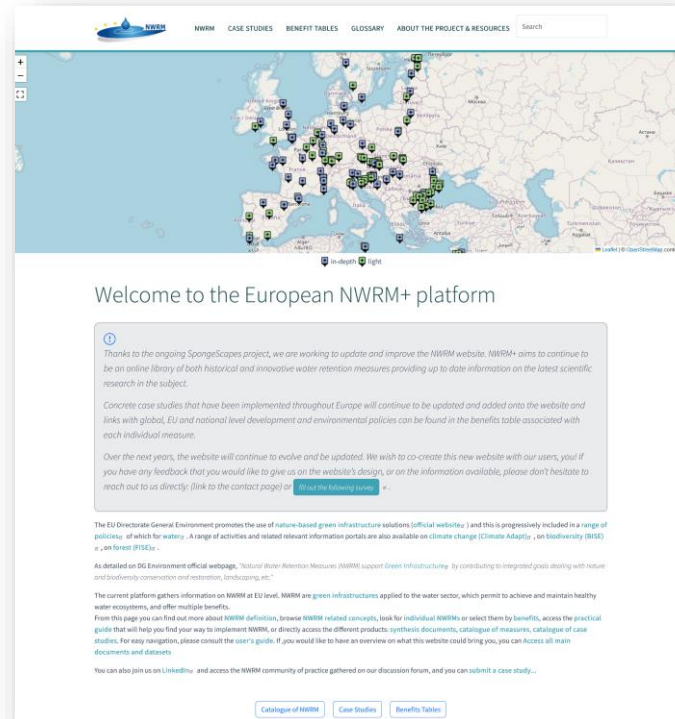 NWRM
NWRM CASE STUDIES BENEFIT TABLES GLOSSARY ABOUT THE PROJECT & RESOURCES Search
+
−
Москва
Polska
France
España
Italia
Київ
Казахстан
Leaflet | © OpenStreetMap
in-depth light
Welcome to the European NWRM+ platform
Thanks to the ongoing SpongeScapes project, we are working to update and improve the NWRM website. NWRM+ aims to continue to
be an online library of both historical and innovative water retention measures providing up to date information on the latest scientific
research in the subject.
Concrete case studies that have been implemented throughout Europe will continue to be updated and added onto the website and
links with global, EU and national level development and environmental policies can be found in the benefits table associated with
each individual measure.
Over the next years, the website will continue to evolve and be updated. We wish to co-create this new website with our users, you! If
you have any feedback that you would like to give us on the website's design, or on the information available, please don't hesitate to
reach out to us directly: (link to the contact page) or fill out the following survey .
The EU Directorate General Environment promotes the use of nature-based green infrastructure solutions (official website ) and this is progressively included in a range of
policies of which for water . A range of activities and related relevant information portals are also available on climate change (Climate Adapt) , on biodiversity (BISE)
, on forest (FISE) .
As detailed on DG Environment official webpage, "Natural Water Retention Measures (NWRM) support Green Infrastructure by contributing to integrated goals dealing with nature
and biodiversity conservation and restoration, landscaping, etc."
The current platform gathers information on NWRM at EU level. NWRM are green infrastructures applied to the water sector, which permit to achieve and maintain healthy
water ecosystems, and offer multiple benefits.
From this page you can find out more about NWRM definition, browse NWRM related concepts, look for individual NWRMs or select them by benefits, access the practical
guide that will help you find your way to implement NWRM, or directly access the different products: synthesis documents, catalogue of measures, catalogue of case
studies. For easy navigation, please consult the user's guide. If ,you would like to have an overview on what this website could bring you, you can Access all main
documents and datasets
You can also join us on LinkedIn and access the NWRM community of practice gathered on our discussion forum, and you can submit a case study...
Catalogue of NWRM Case Studies Benefits Tables